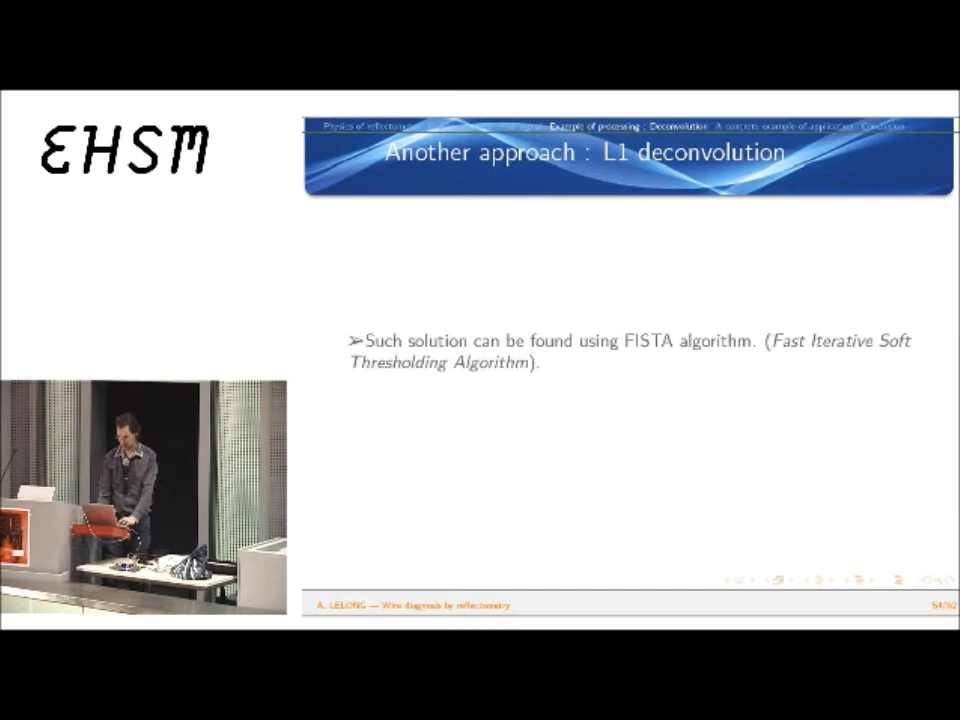 EHSM
Physics of reflectometry Example of processing : Deconvolution A concrete example of application Conclusion
Another approach : L1 deconvolution
➢Such solution can be found using FISTA algorithm. (Fast Iterative Soft
Thresholding Algorithm).
A. LELONG — Wire diagnosis by reflectometry 54/62